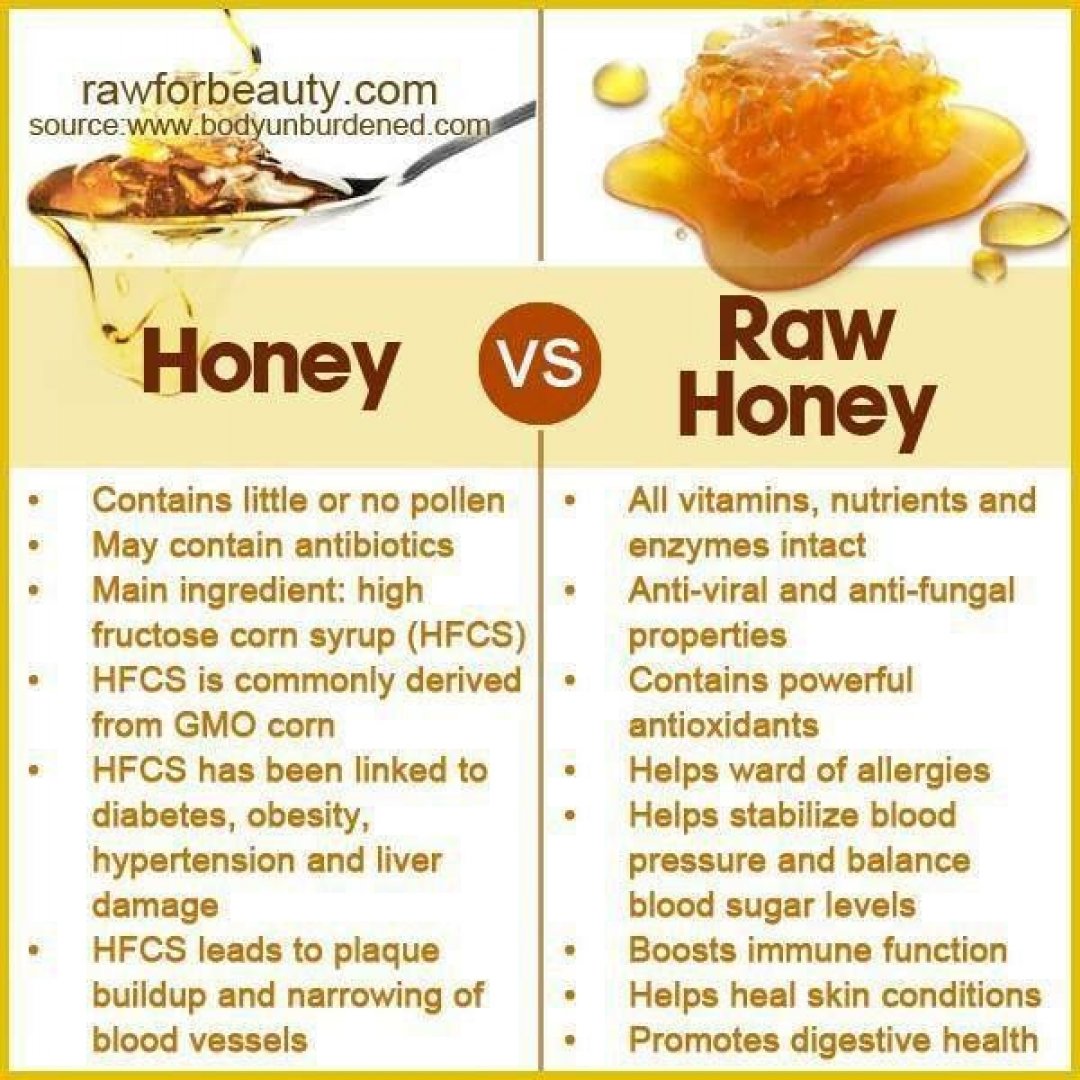 rawforbeauty.com
source:www.bodyunburdened.com
Honey
VS
Raw
Honey
• Contains little or no pollen
• May contain antibiotics
• Main ingredient: high
fructose corn syrup (HFCS)
• HFCS is commonly derived
from GMO corn
• HFCS has been linked to
diabetes, obesity,
hypertension and liver
damage
• HFCS leads to plaque
buildup and narrowing of
blood vessels
• All vitamins, nutrients and
enzymes intact
• Anti-viral and anti-fungal
properties
• Contains powerful
antioxidants
• Helps ward of allergies
• Helps stabilize blood
pressure and balance
blood sugar levels
• Boosts immune function
• Helps heal skin conditions
• Promotes digestive health